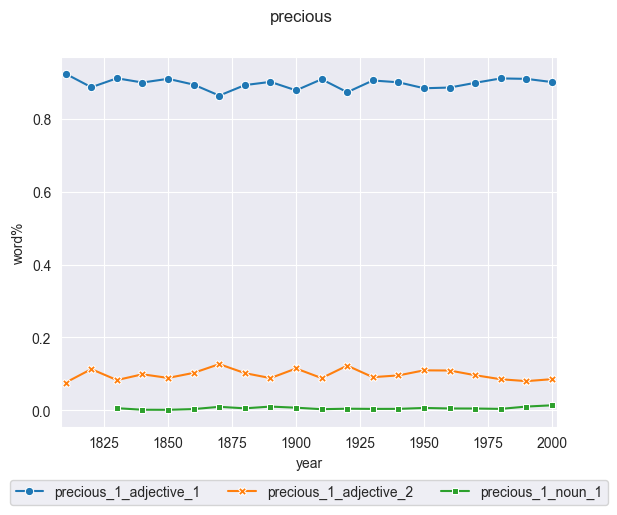 precious
0.8
0.6
0.4
0.2
0.0
word%
1825 1850 1875 1900 1925 1950 1975 2000
year
precious_1_adjective_1 precious_1_adjective_2 precious_1_noun_1